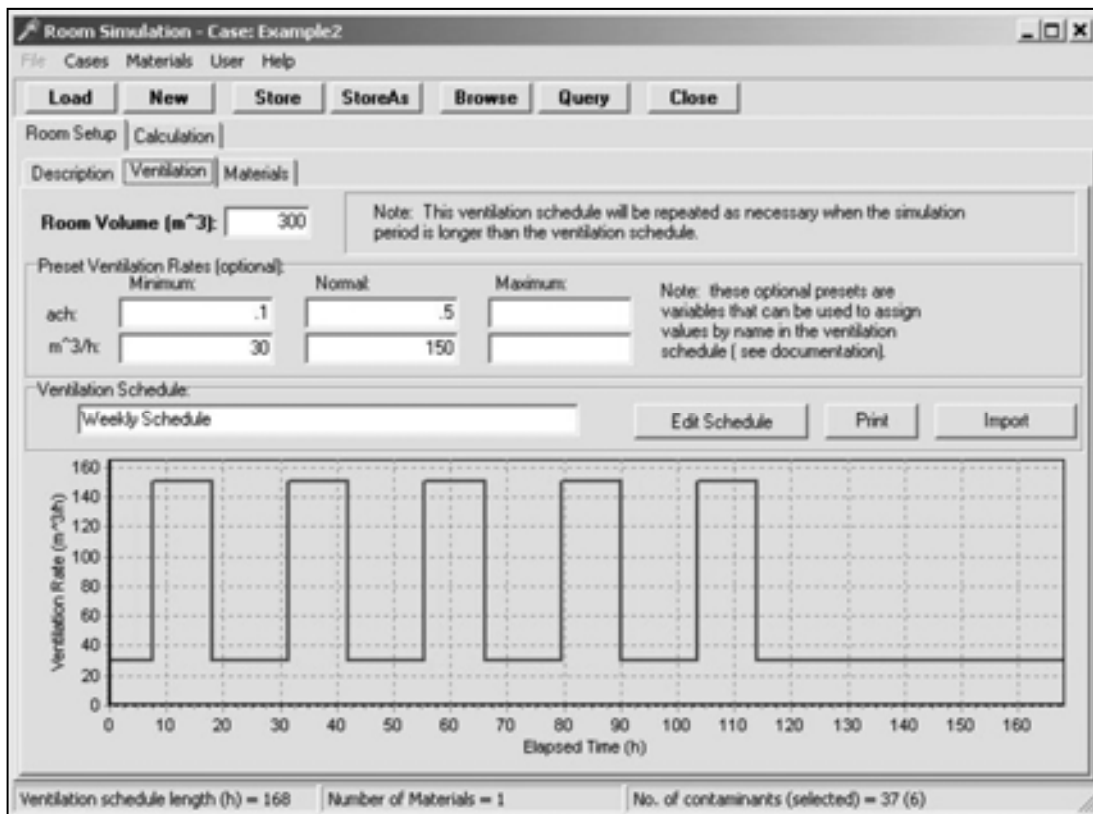 Room Simulation - Case: Example2
File Cases Materials User Help
Load New Store StoreAs Browse Query Close
Room Setup Calculation
Description Ventilation Materials
Room Volume (m^3): 300
Note: This ventilation schedule will be repeated as necessary when the simulation
period is longer than the ventilation schedule.
Preset Ventilation Rates (optional):
Minimum: Normal: Maximum:
ach: .1 .5
m^3/h: 30 150
Note: these optional presets are
variables that can be used to assign
values by name in the ventilation
schedule ( see documentation).
Ventilation Schedule:
Weekly Schedule Edit Schedule Print Import
Ventilation Rate (m^3/h)
160
140
120
100
80
60
40
20
0
0 10 20 30 40 50 60 70 80 90 100 110 120 130 140 150 160
Elapsed Time (h)
Ventilation schedule length (h) = 168 Number of Materials = 1 No. of contaminants (selected) = 37 (6)